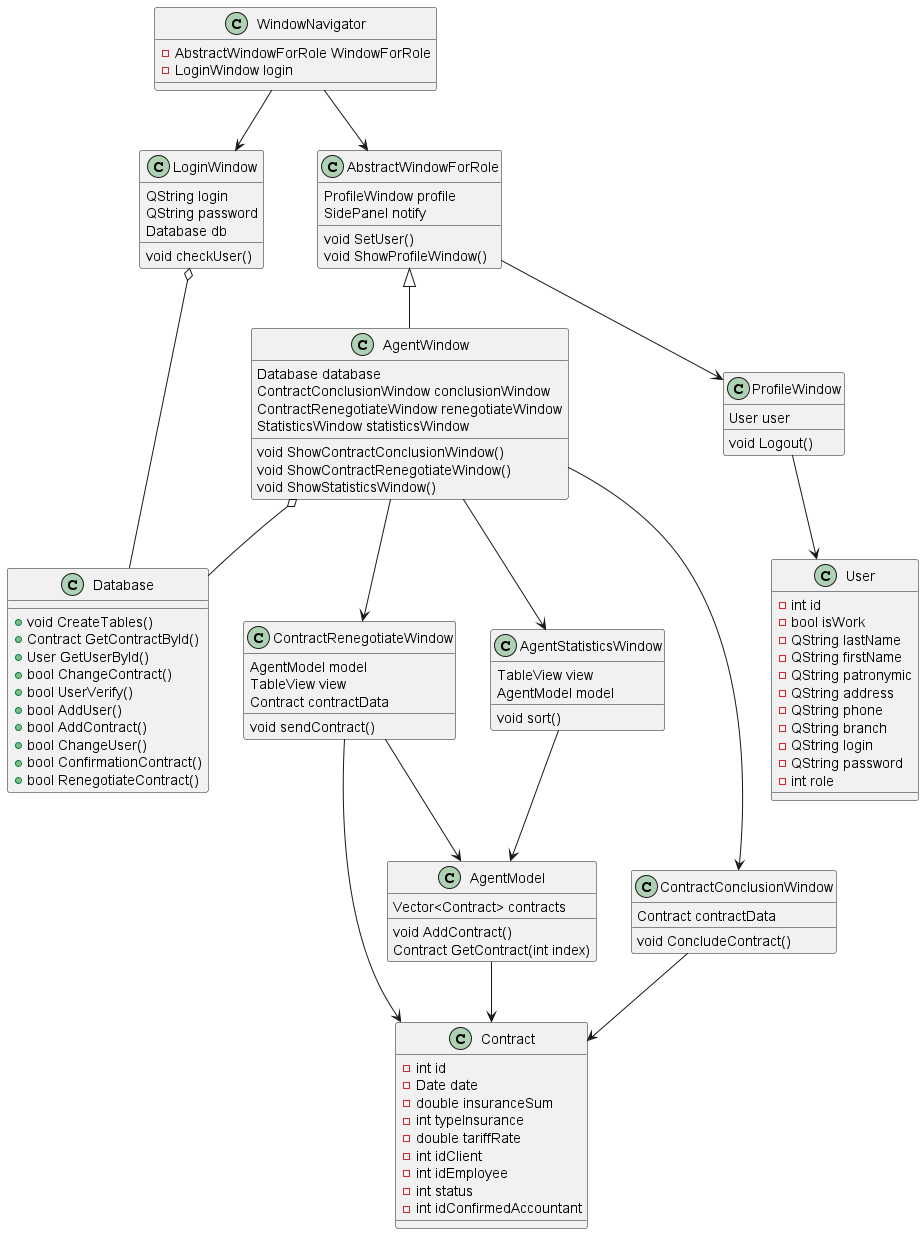 C WindowNavigator
AbstractWindowForRole WindowForRole
LoginWindow login
C LoginWindow
QString login
QString password
Database db
void checkUser()
C AbstractWindowForRole
ProfileWindow profile
SidePanel notify
void SetUser()
void ShowProfileWindow()
C AgentWindow
Database database
ContractConclusionWindow conclusionWindow
ContractRenegotiateWindow renegotiateWindow
StatisticsWindow statisticsWindow
void ShowContractConclusionWindow()
void ShowContractRenegotiateWindow()
void ShowStatisticsWindow()
C ProfileWindow
User user
void Logout()
C Database
void CreateTables()
Contract GetContractById()
User GetUserById()
bool ChangeContract()
bool UserVerify()
bool AddUser()
bool AddContract()
bool ChangeUser()
bool ConfirmationContract()
bool RenegotiateContract()
C ContractRenegotiateWindow
AgentModel model
TableView view
Contract contractData
void sendContract()
C AgentStatisticsWindow
TableView view
AgentModel model
void sort()
C User
int id
bool isWork
QString lastName
QString firstName
QString patronymic
QString address
QString phone
QString branch
QString login
QString password
int role
C AgentModel
Vector<Contract> contracts
void AddContract()
Contract GetContract(int index)
C ContractConclusionWindow
Contract contractData
void ConcludeContract()
C Contract
int id
Date date
double insuranceSum
int typeInsurance
double tariffRate
int idClient
int idEmployee
int status
int idConfirmedAccountant